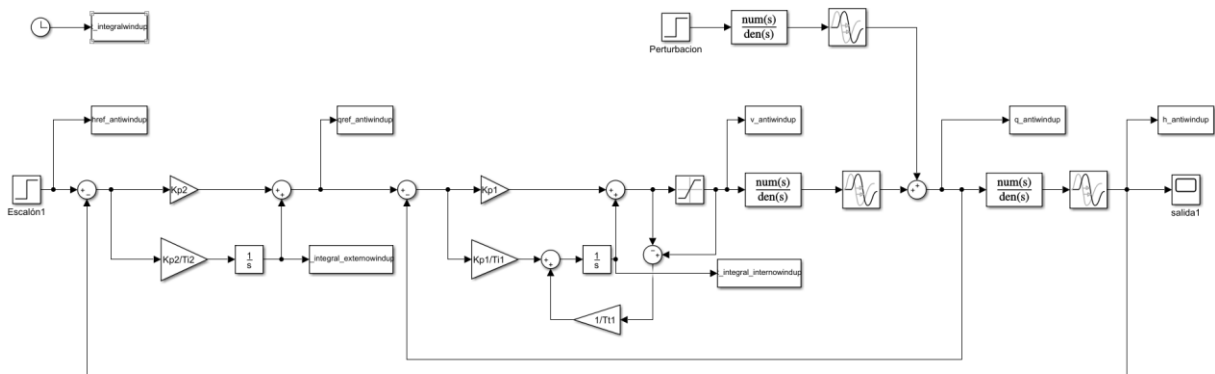 _integralwindup
Perturbacion
num(s)
den(s)
href_antiwindup
qref_antiwindup
v_antiwindup
q_antiwindup
h_antiwindup
Escalón1
+
−
Kp2
+
+
+
−
Kp1
+
+
num(s)
den(s)
+
+
num(s)
den(s)
salida1
Kp2/Ti2
1
s
_integral_externowindup
Kp1/Ti1
+
+
1
s
−
+
_integral_internowindup
1/Tt1